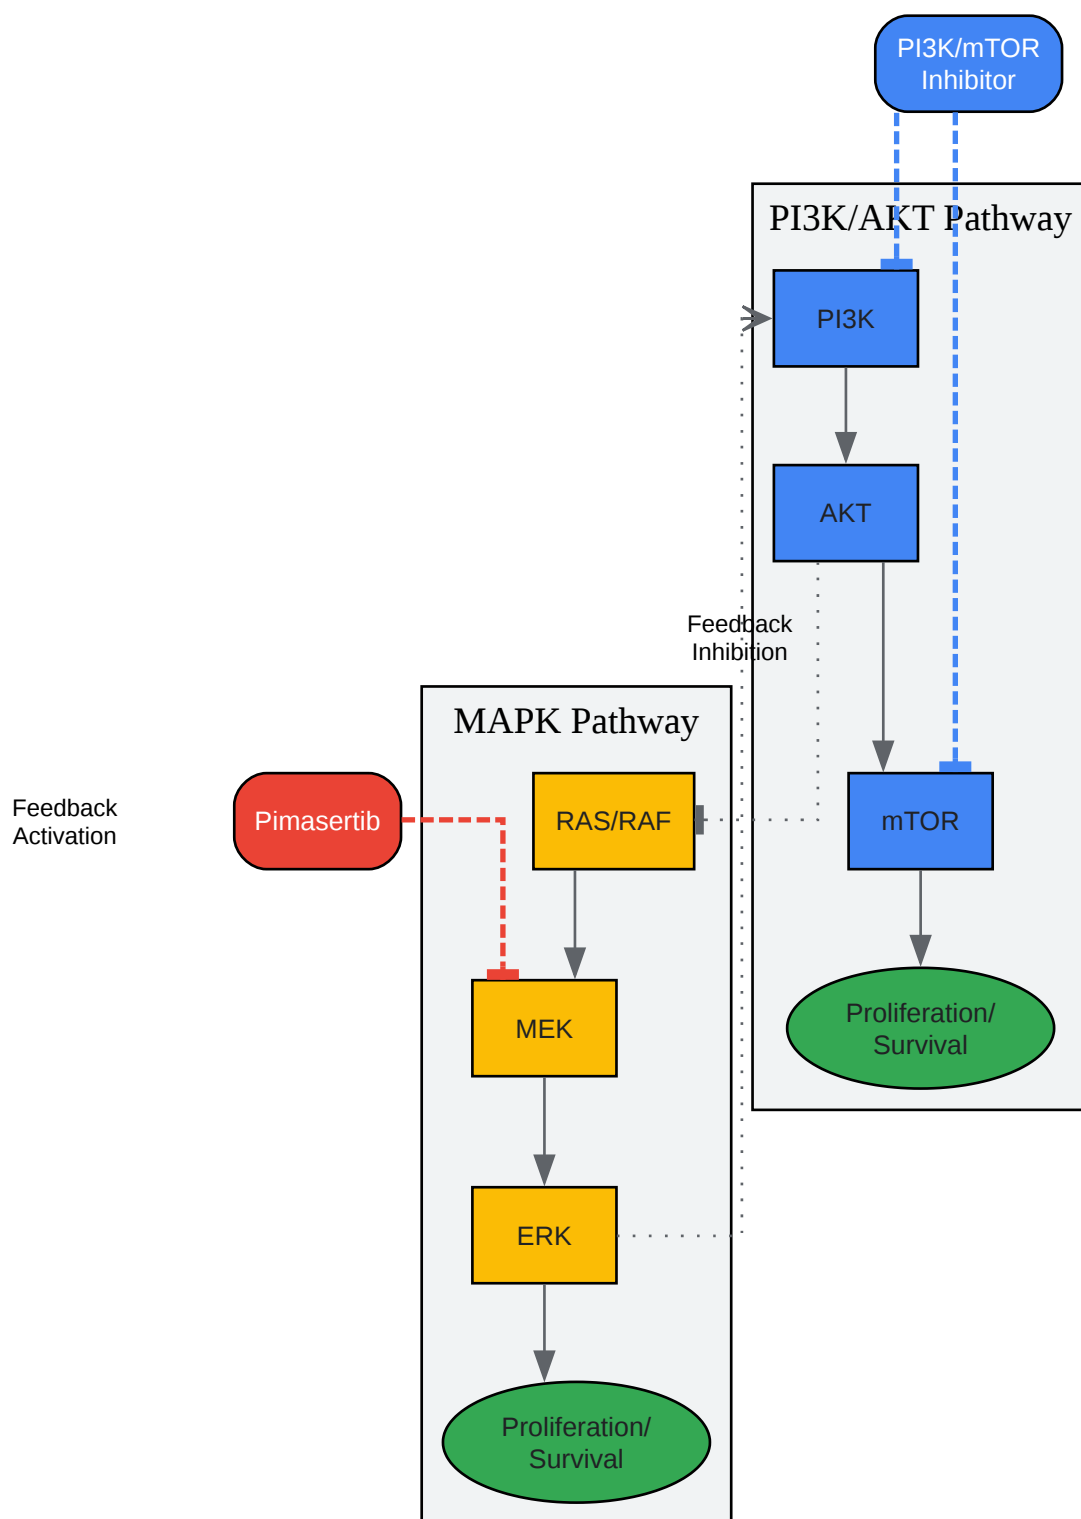 PI3K/mTOR
Inhibitor
PI3K/AKT Pathway
PI3K
AKT
Feedback
Inhibition
MAPK Pathway
Feedback
Activation
Pimasertib
RAS/RAF
mTOR
MEK
Proliferation/
Survival
ERK
Proliferation/
Survival